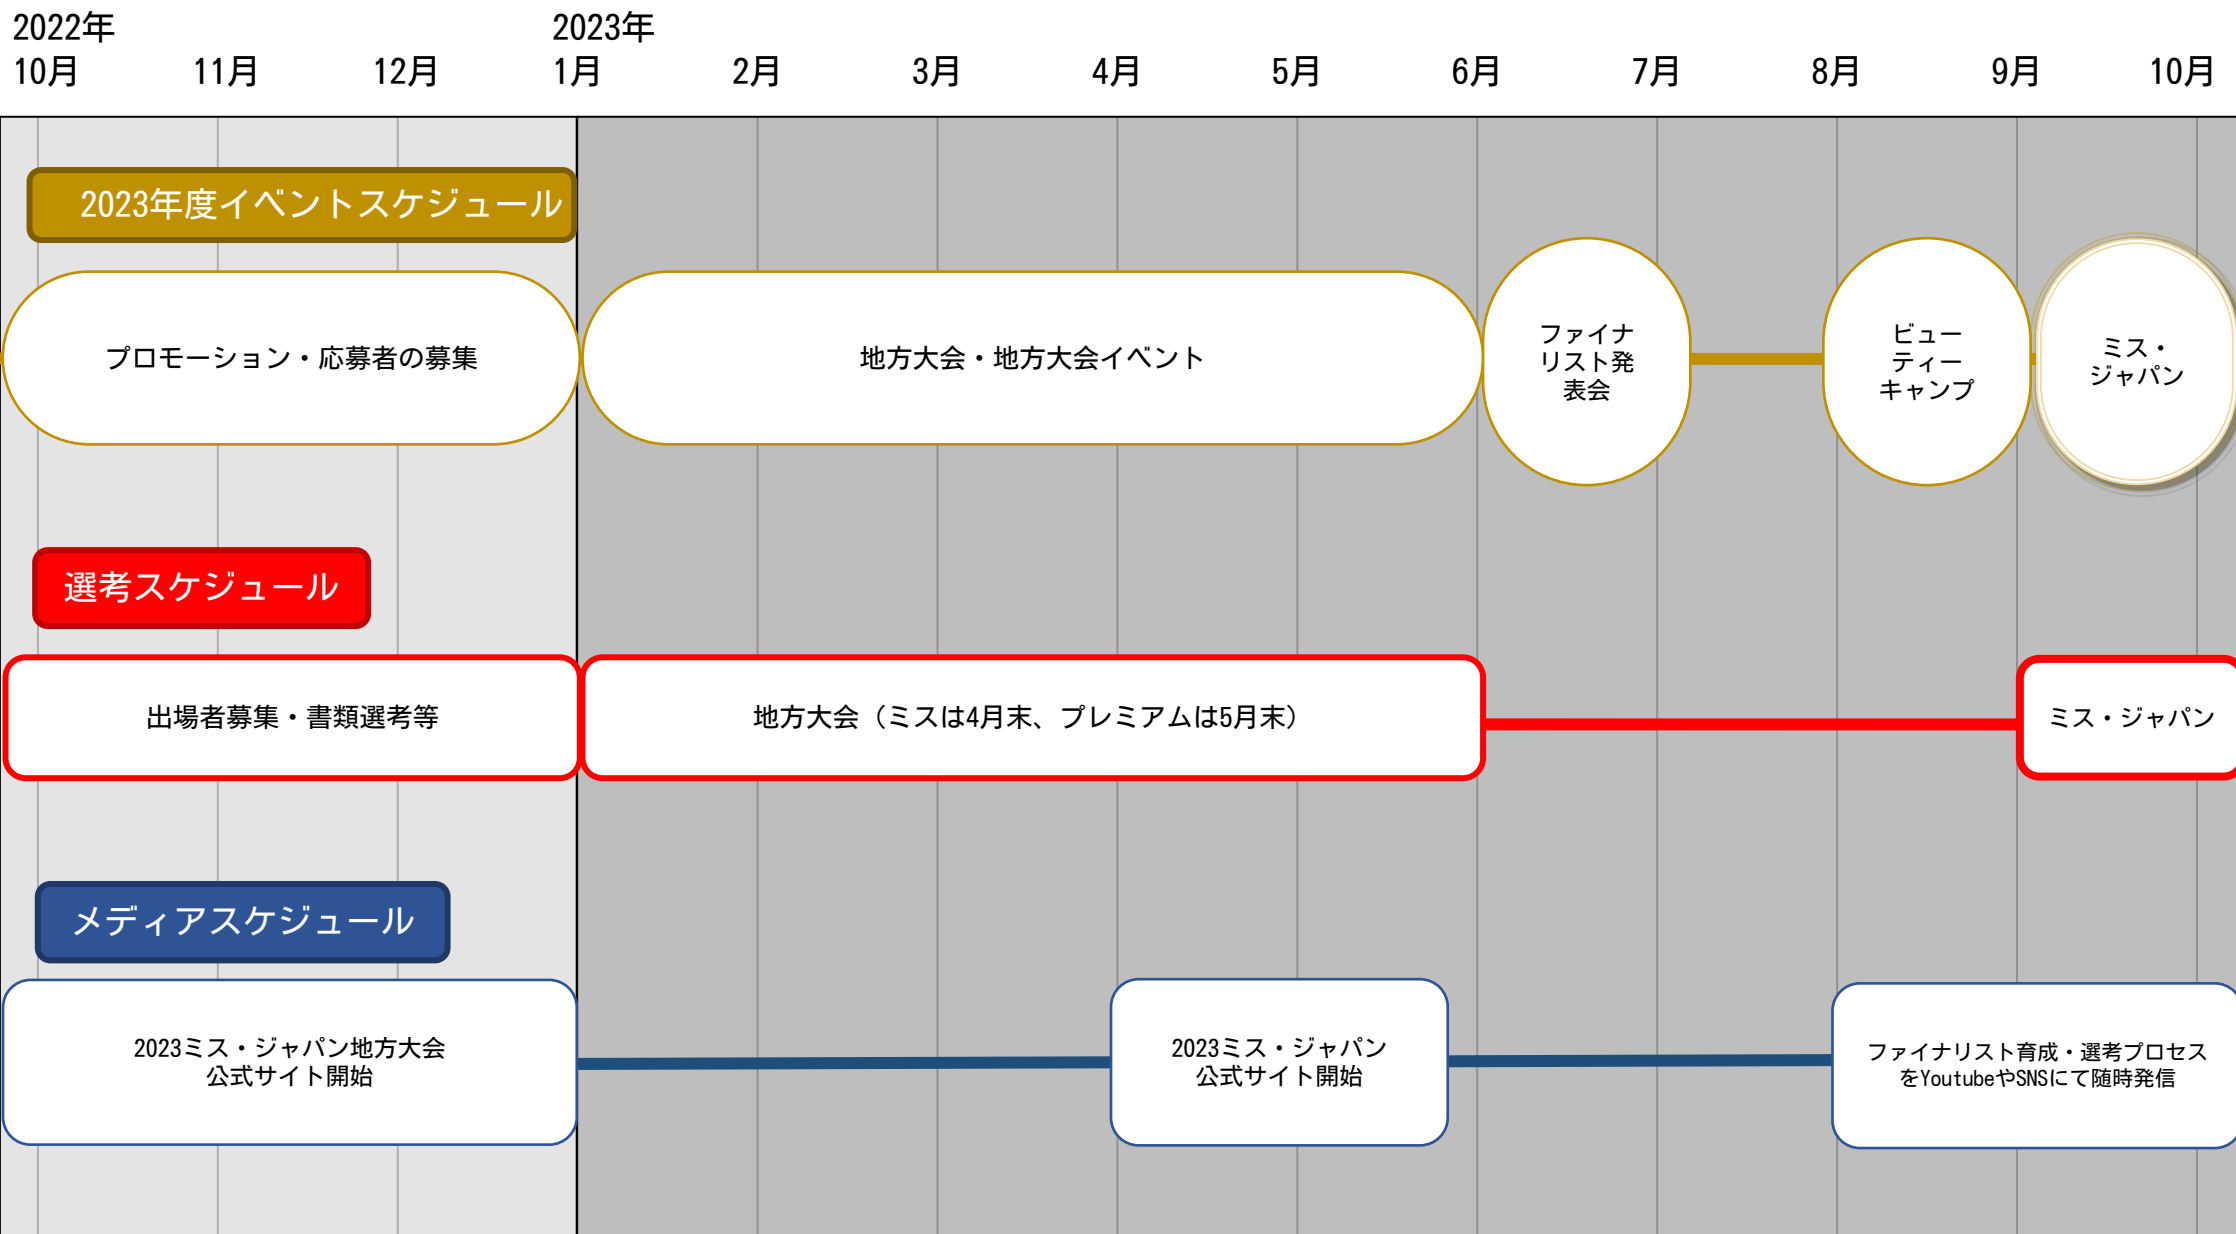 2022年
2023年
10月 11月 12月 1月 2月 3月 4月 5月 6月 7月 8月 9月 10月
2023年度イベントスケジュール
プロモーション・応募者の募集
地方大会・地方大会イベント
ファイナ
リスト発
表会
ビュー
ティー
キャンプ
ミス・
ジャパン
選考スケジュール
出場者募集・書類選考等
地方大会（ミスは4月末、プレミアムは5月末）
ミス・ジャパン
メディアスケジュール
2023ミス・ジャパン地方大会
公式サイト開始
2023ミス・ジャパン
公式サイト開始
ファイナリスト育成・選考プロセス
をYoutubeやSNSにて随時発信